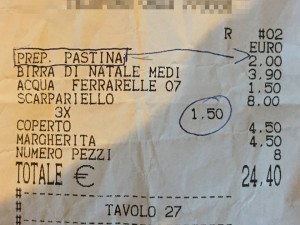 R #02
EURO
PREP. PASTINA 2.00
BIRRA DI NATALE MEDI 3.90
ACQUA FERRARELLE 07 1.50
SCARPARIELLO 8.00
3X 1.50
COPERTO 4.50
MARGHERITA 4.50
NUMERO PEZZI 8
TOTALE € 24,40
#
# TAVOLO 27
#